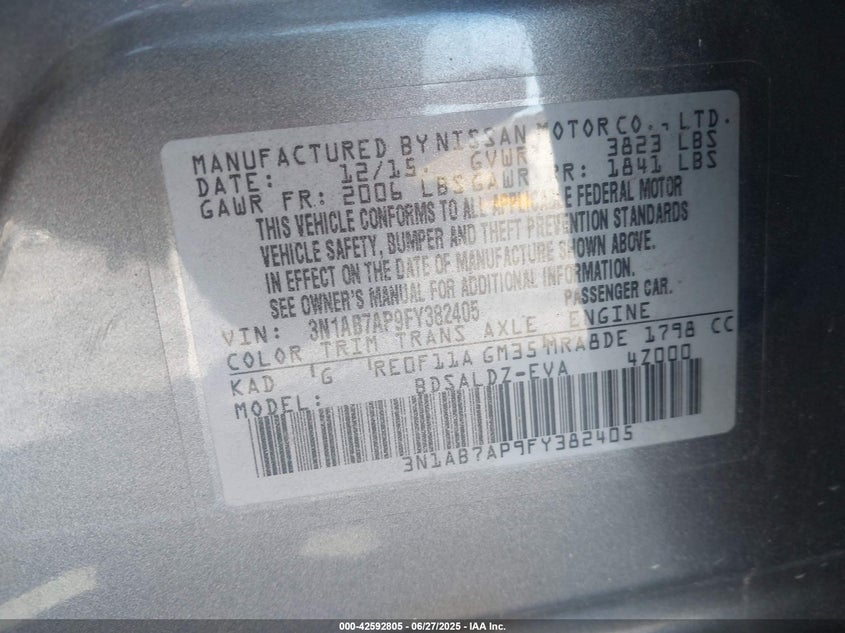 MANUFACTURED BY NISSAN MOTOR CO., LTD.
DATE: 12/15 GVWR 3823 LBS
GAWR FR: 2006 LBS GAWR RR: 1841 LBS
THIS VEHICLE CONFORMS TO ALL APPLICABLE FEDERAL MOTOR
VEHICLE SAFETY, BUMPER AND THEFT PREVENTION STANDARDS
IN EFFECT ON THE DATE OF MANUFACTURE SHOWN ABOVE.
SEE OWNER'S MANUAL FOR ADDITIONAL INFORMATION.
VIN: 3N1AB7AP9FY382405 PASSENGER CAR.
COLOR TRIM TRANS AXLE ENGINE
KAD G RE0F11A GM35 MRA8DE 1798 CC
MODEL: BDSALDZ-EVA 4Z000
3N1AB7AP9FY382405
000-42592805 - 06/27/2025 - IAA Inc.